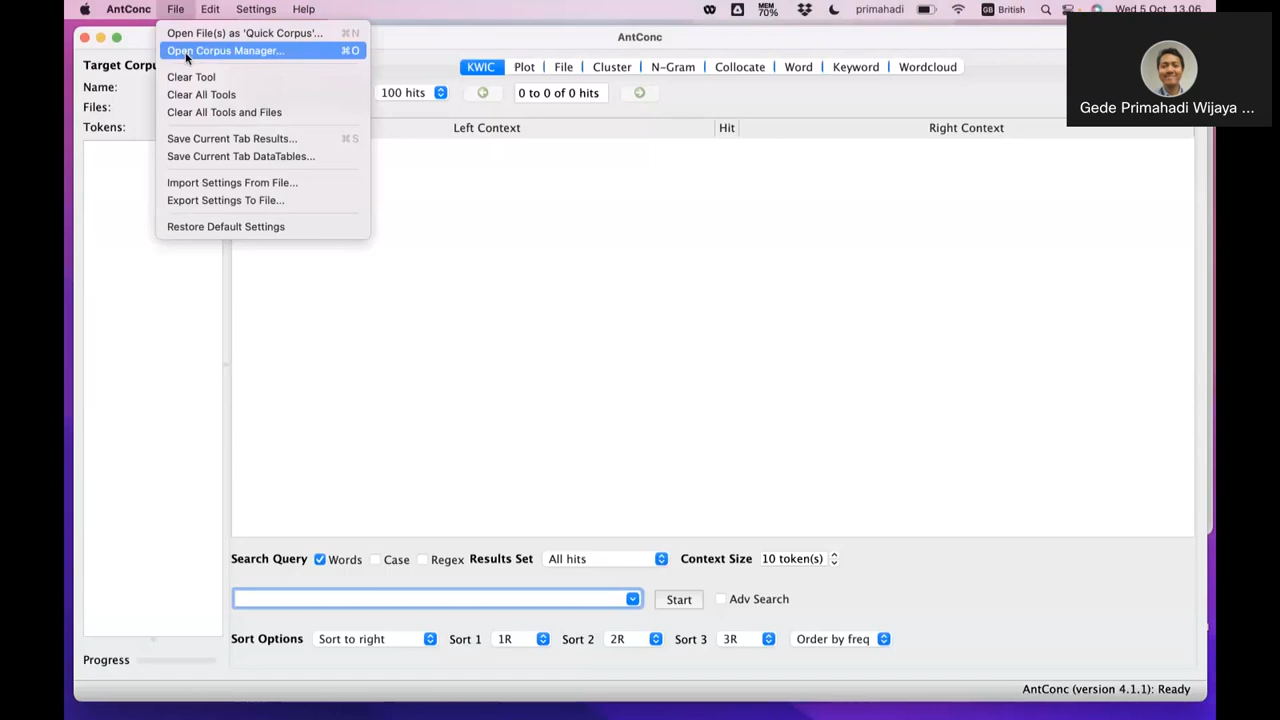 AntConc File Edit Settings Help MEM 70% primahadi GB British Wed 5 Oct 13.06
AntConc
Open File(s) as 'Quick Corpus'... ⌘N
Open Corpus Manager... ⌘O
Clear Tool
Clear All Tools
Clear All Tools and Files
Save Current Tab Results... ⌘S
Save Current Tab DataTables...
Import Settings From File...
Export Settings To File...
Restore Default Settings
Target Corpu
Name:
Files:
Tokens:
Progress
KWIC Plot File Cluster N-Gram Collocate Word Keyword Wordcloud
100 hits 0 to 0 of 0 hits
Left Context Hit Right Context
Search Query Words Case Regex Results Set All hits Context Size 10 token(s)
Start Adv Search
Sort Options Sort to right Sort 1 1R Sort 2 2R Sort 3 3R Order by freq
AntConc (version 4.1.1): Ready
Gede Primahadi Wijaya ...